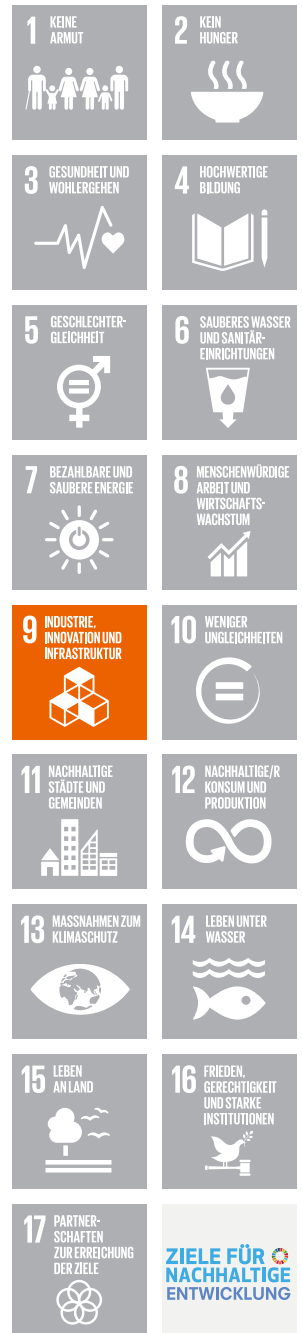 1 KEINE
ARMUT
2 KEIN
HUNGER
3 GESUNDHEIT UND
WOHLERGEHEN
4 HOCHWERTIGE
BILDUNG
5 GESCHLECHTER-
GLEICHHEIT
6 SAUBERES WASSER
UND SANITÄR-
EINRICHTUNGEN
7 BEZAHLBARE UND
SAUBERE ENERGIE
8 MENSCHENWÜRDIGE
ARBEIT UND
WIRTSCHAFTS-
WACHSTUM
9 INDUSTRIE,
INNOVATION UND
INFRASTRUKTUR
10 WENIGER
UNGLEICHHEITEN
11 NACHHALTIGE
STÄDTE UND
GEMEINDEN
12 NACHHALTIGE/R
KONSUM UND
PRODUKTION
13 MASSNAHMEN ZUM
KLIMASCHUTZ
14 LEBEN UNTER
WASSER
15 LEBEN
AN LAND
16 FRIEDEN,
GERECHTIGKEIT
UND STARKE
INSTITUTIONEN
17 PARTNER-
SCHAFTEN
ZUR ERREICHUNG
DER ZIELE
ZIELE FÜR
NACHHALTIGE
ENTWICKLUNG